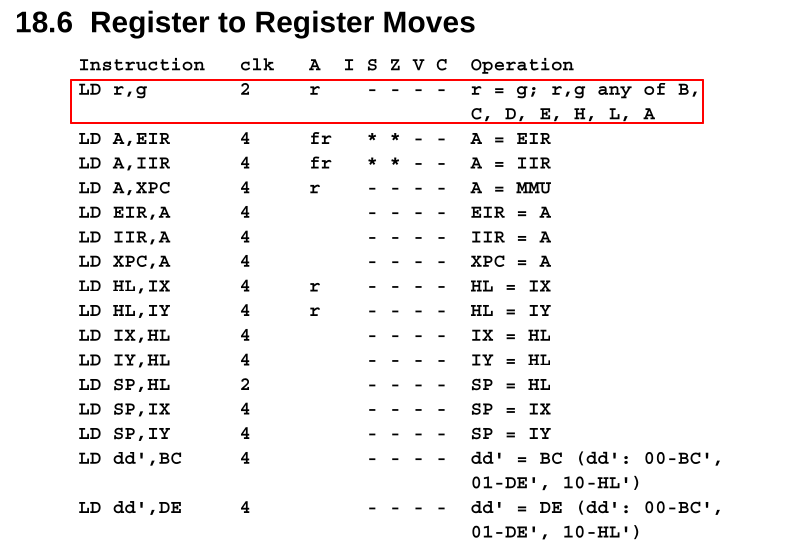 18.6 Register to Register Moves
Instruction clk A I S Z V C Operation
LD r,g 2 r - - - - r = g; r,g any of B,
C, D, E, H, L, A
LD A,EIR 4 fr * * - - A = EIR
LD A,IIR 4 fr * * - - A = IIR
LD A,XPC 4 r - - - - A = MMU
LD EIR,A 4 - - - - EIR = A
LD IIR,A 4 - - - - IIR = A
LD XPC,A 4 - - - - XPC = A
LD HL,IX 4 r - - - - HL = IX
LD HL,IY 4 r - - - - HL = IY
LD IX,HL 4 - - - - IX = HL
LD IY,HL 4 - - - - IY = HL
LD SP,HL 2 - - - - SP = HL
LD SP,IX 4 - - - - SP = IX
LD SP,IY 4 - - - - SP = IY
LD dd',BC 4 - - - - dd' = BC (dd': 00-BC',
01-DE', 10-HL')
LD dd',DE 4 - - - - dd' = DE (dd': 00-BC',
01-DE', 10-HL')